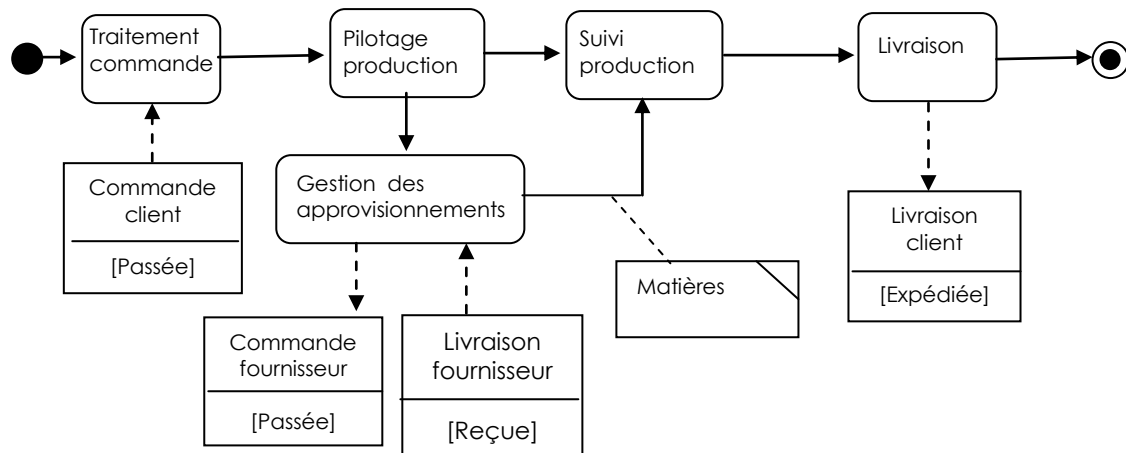 Traitement
commande
Pilotage
production
Suivi
production
Livraison
Commande
client
[Passée]
Gestion des
approvisionnements
Livraison
client
[Expédiée]
Matières
Commande
fournisseur
[Passée]
Livraison
fournisseur
[Reçue]